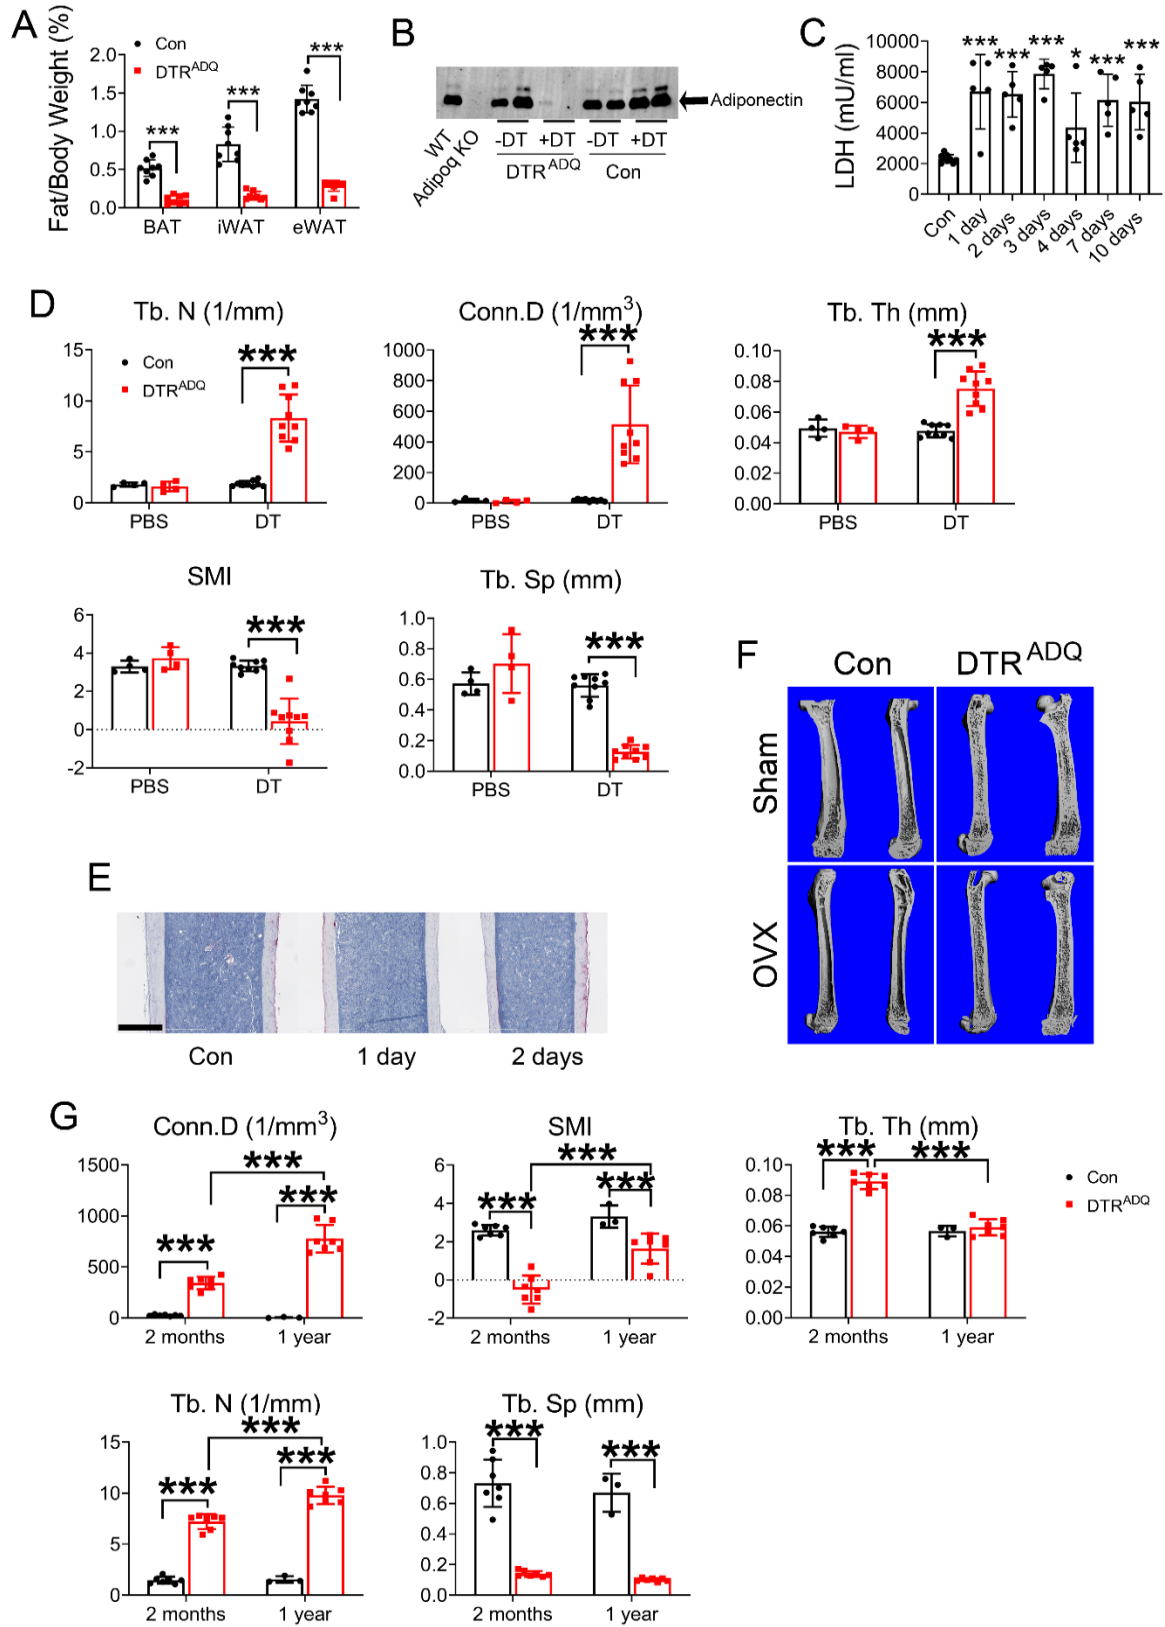 A
Fat/Body Weight (%)
Con
DTR^ADQ
2.0
1.5
1.0
0.5
0.0
***
***
***
BAT iWAT eWAT
B
Adiponectin
WT
Adipoq KO
-DT +DT -DT +DT
DTR^ADQ Con
C
LDH (mU/ml)
10000
8000
6000
4000
2000
0
*** *** *** * *** ***
Con 1 day 2 days 3 days 4 days 7 days 10 days
D
Tb. N (1/mm)
Con
DTR^ADQ
15
10
5
0
***
PBS DT
Conn.D (1/mm³)
1000
800
600
400
200
0
***
PBS DT
Tb. Th (mm)
0.10
0.08
0.06
0.04
0.02
0.00
***
PBS DT
SMI
6
4
2
0
-2
***
PBS DT
Tb. Sp (mm)
1.0
0.8
0.6
0.4
0.2
0.0
***
PBS DT
E
Con 1 day 2 days
F
Con DTR^ADQ
Sham
OVX
G
Conn.D (1/mm³)
1500
1000
500
0
***
***
***
2 months 1 year
SMI
6
4
2
0
-2
***
***
***
2 months 1 year
Tb. Th (mm)
0.10
0.08
0.06
0.04
0.02
0.00
*** ***
2 months 1 year
Con
DTR^ADQ
Tb. N (1/mm)
15
10
5
0
***
***
***
2 months 1 year
Tb. Sp (mm)
1.0
0.8
0.6
0.4
0.2
0.0
***
***
2 months 1 year